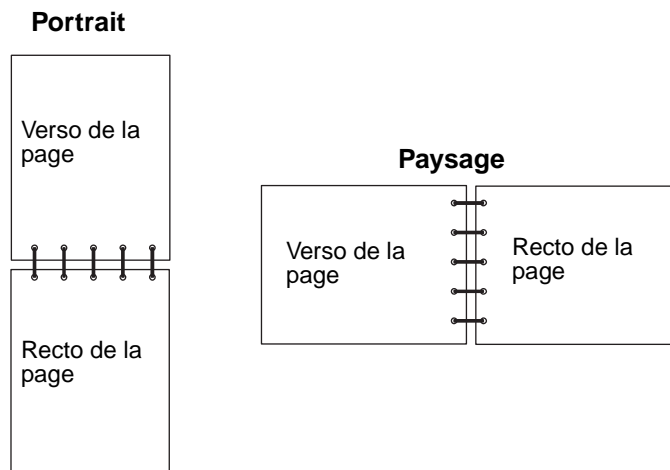 Portrait
Verso de la
page
Recto de la
page
Paysage
Verso de la
page
Recto de la
page